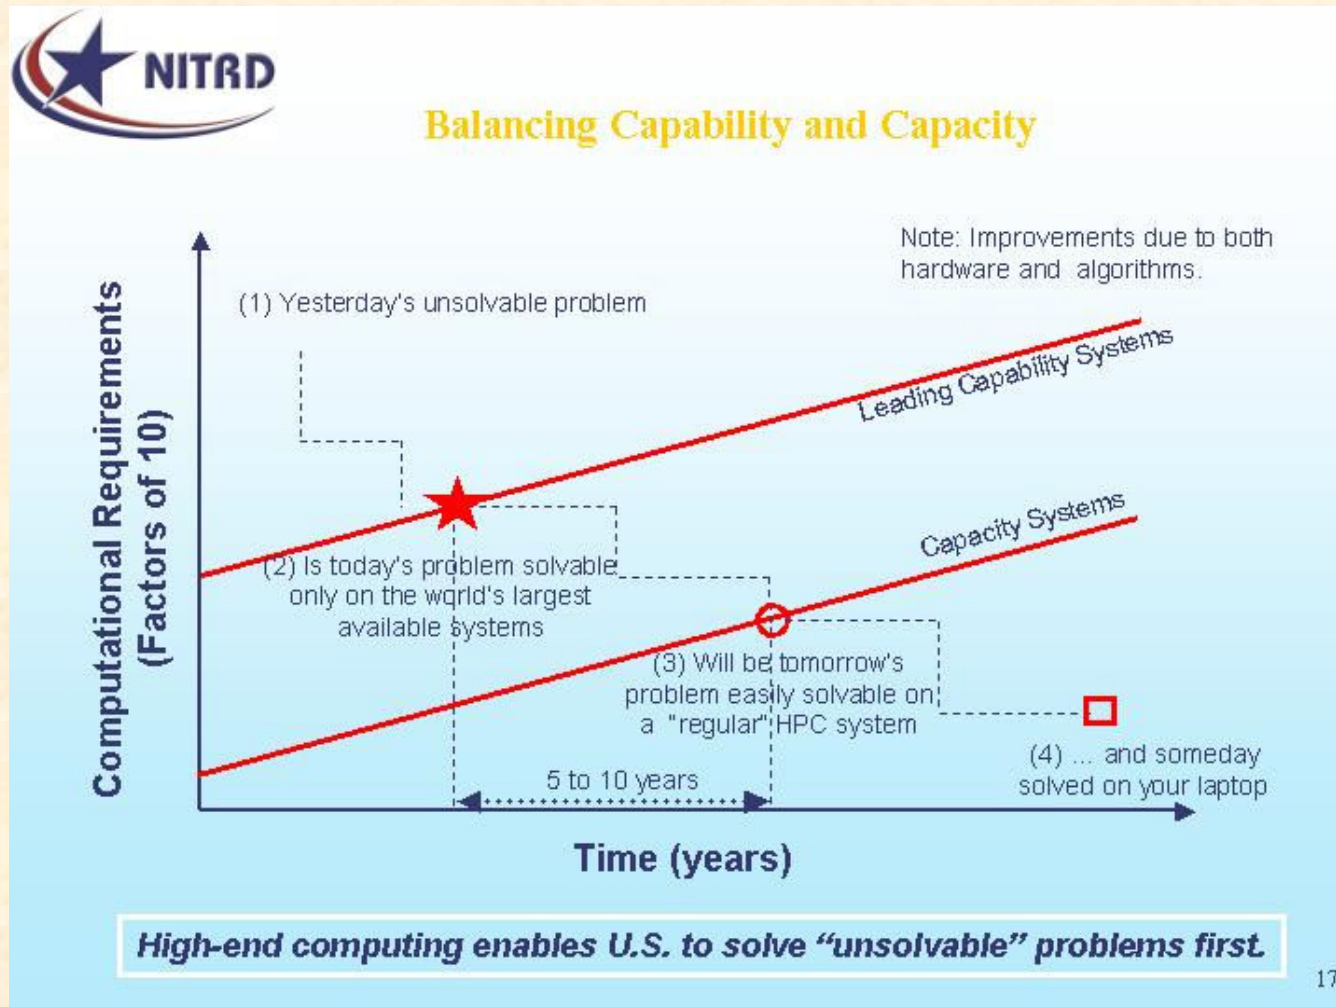 NITRD
Balancing Capability and Capacity
Note: Improvements due to both
hardware and algorithms.
(1) Yesterday's unsolvable problem
Leading Capability Systems
Capacity Systems
Computational Requirements
(Factors of 10)
(2) Is today's problem solvable
only on the world's largest
available systems
(3) Will be tomorrow's
problem easily solvable on
a "regular" HPC system
(4) ... and someday
solved on your laptop
5 to 10 years
Time (years)
High-end computing enables U.S. to solve “unsolvable” problems first.
17